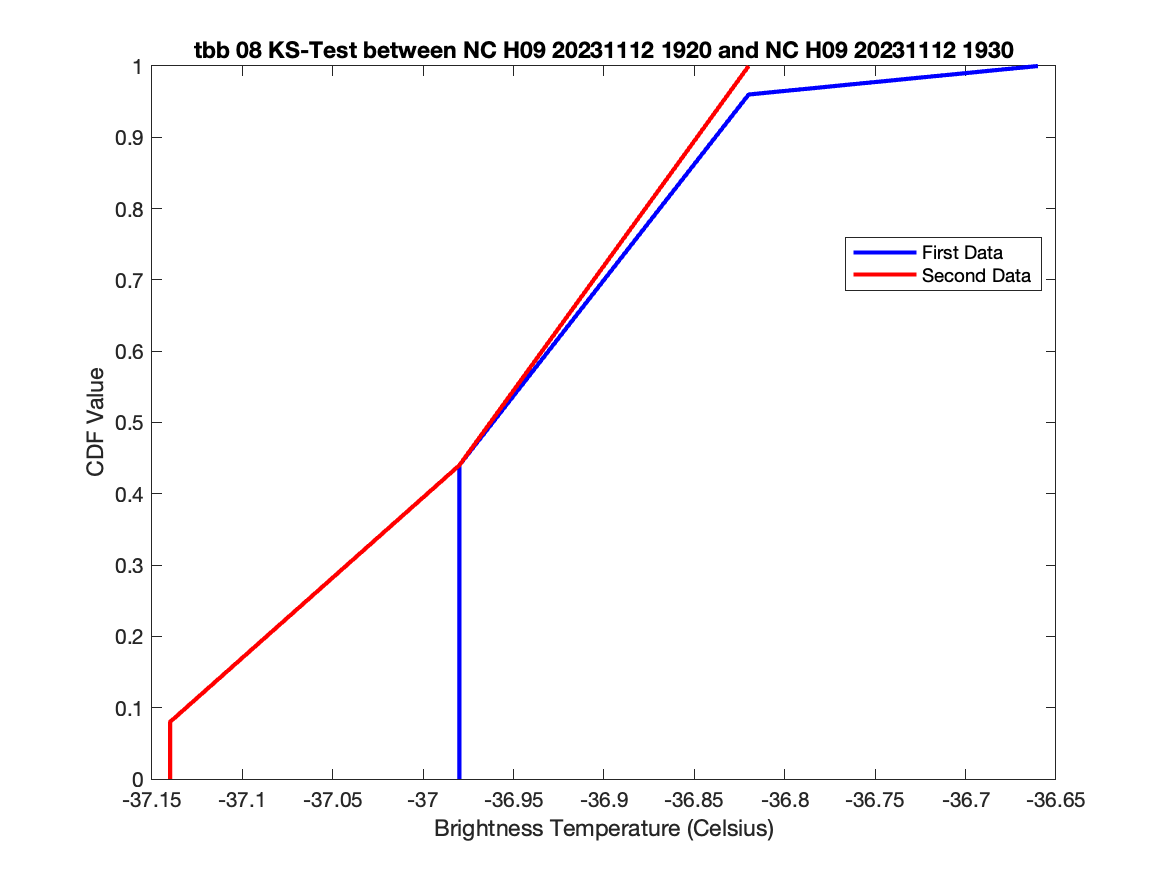 tbb 08 KS-Test between NC H09 20231112 1920 and NC H09 20231112 1930
1
0.9
0.8
0.7
0.6
0.5
0.4
0.3
0.2
0.1
0
CDF Value
First Data
Second Data
-37.15 -37.1 -37.05 -37 -36.95 -36.9 -36.85 -36.8 -36.75 -36.7 -36.65
Brightness Temperature (Celsius)